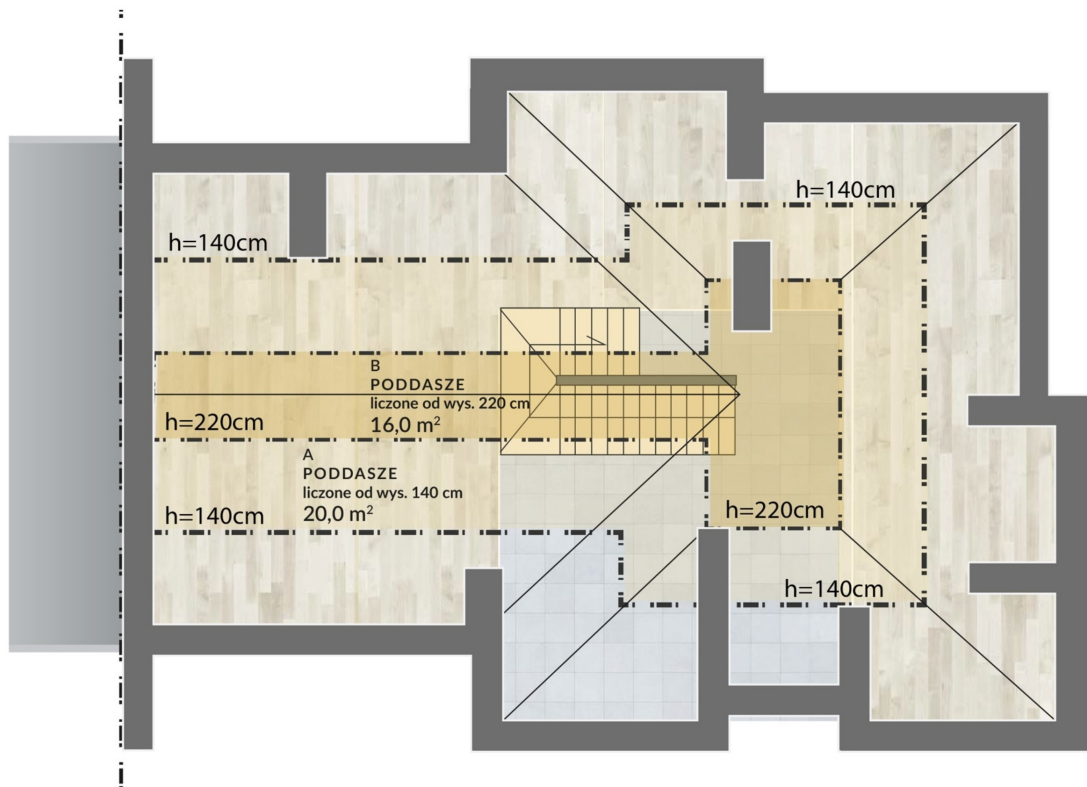 h=140cm
h=140cm
B
PODDASZE
liczone od wys. 220 cm
16,0 m²
h=220cm
A
PODDASZE
liczone od wys. 140 cm
20,0 m²
h=140cm
h=220cm
h=140cm